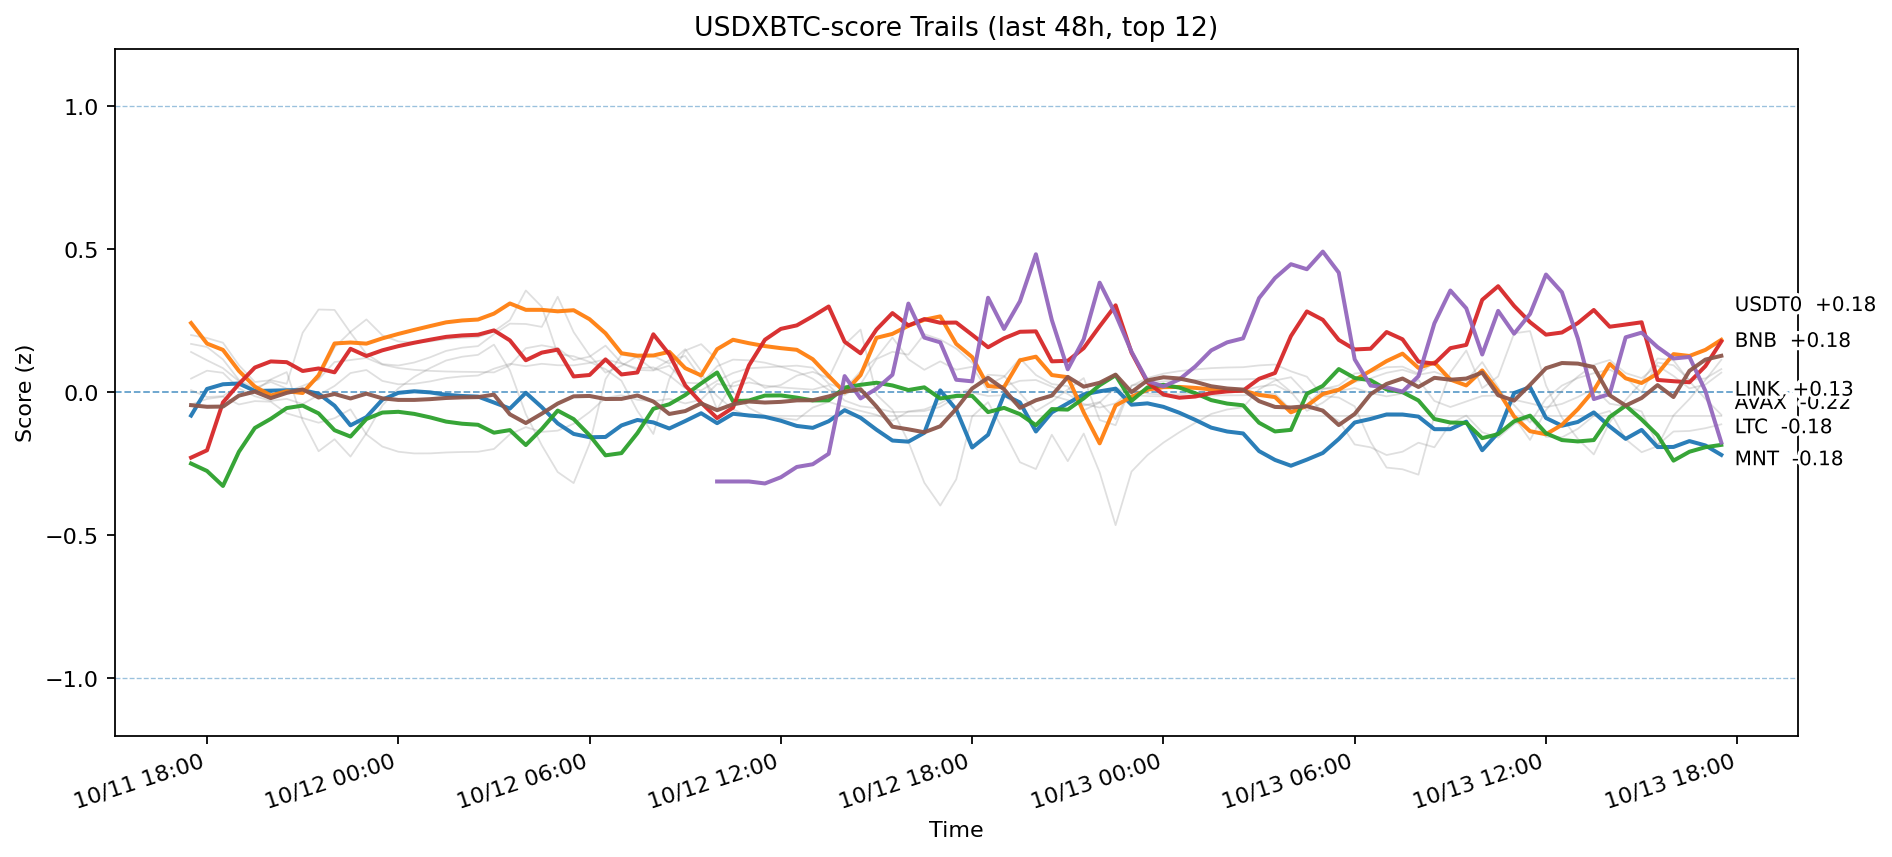 USDXBTC-score Trails (last 48h, top 12)
Score (z)
1.0
0.5
0.0
−0.5
−1.0
USDT0 +0.18
BNB +0.18
LINK +0.13
AVAX -0.22
LTC -0.18
MNT -0.18
10/11 18:00
10/12 00:00
10/12 06:00
10/12 12:00
10/12 18:00
10/13 00:00
10/13 06:00
10/13 12:00
10/13 18:00
Time